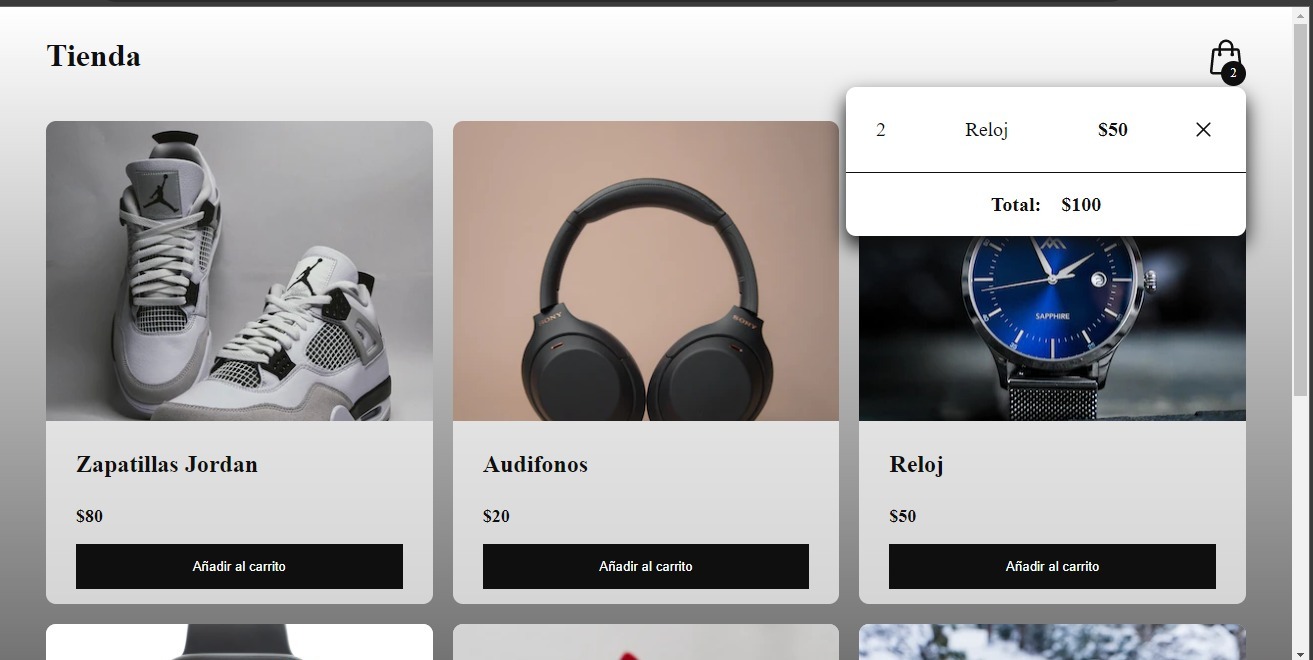 Tienda
2
2 Reloj $50
Total: $100
SONY SONY
SAPPHIRE
Zapatillas Jordan
Audifonos
Reloj
$80
$20
$50
Añadir al carrito
Añadir al carrito
Añadir al carrito